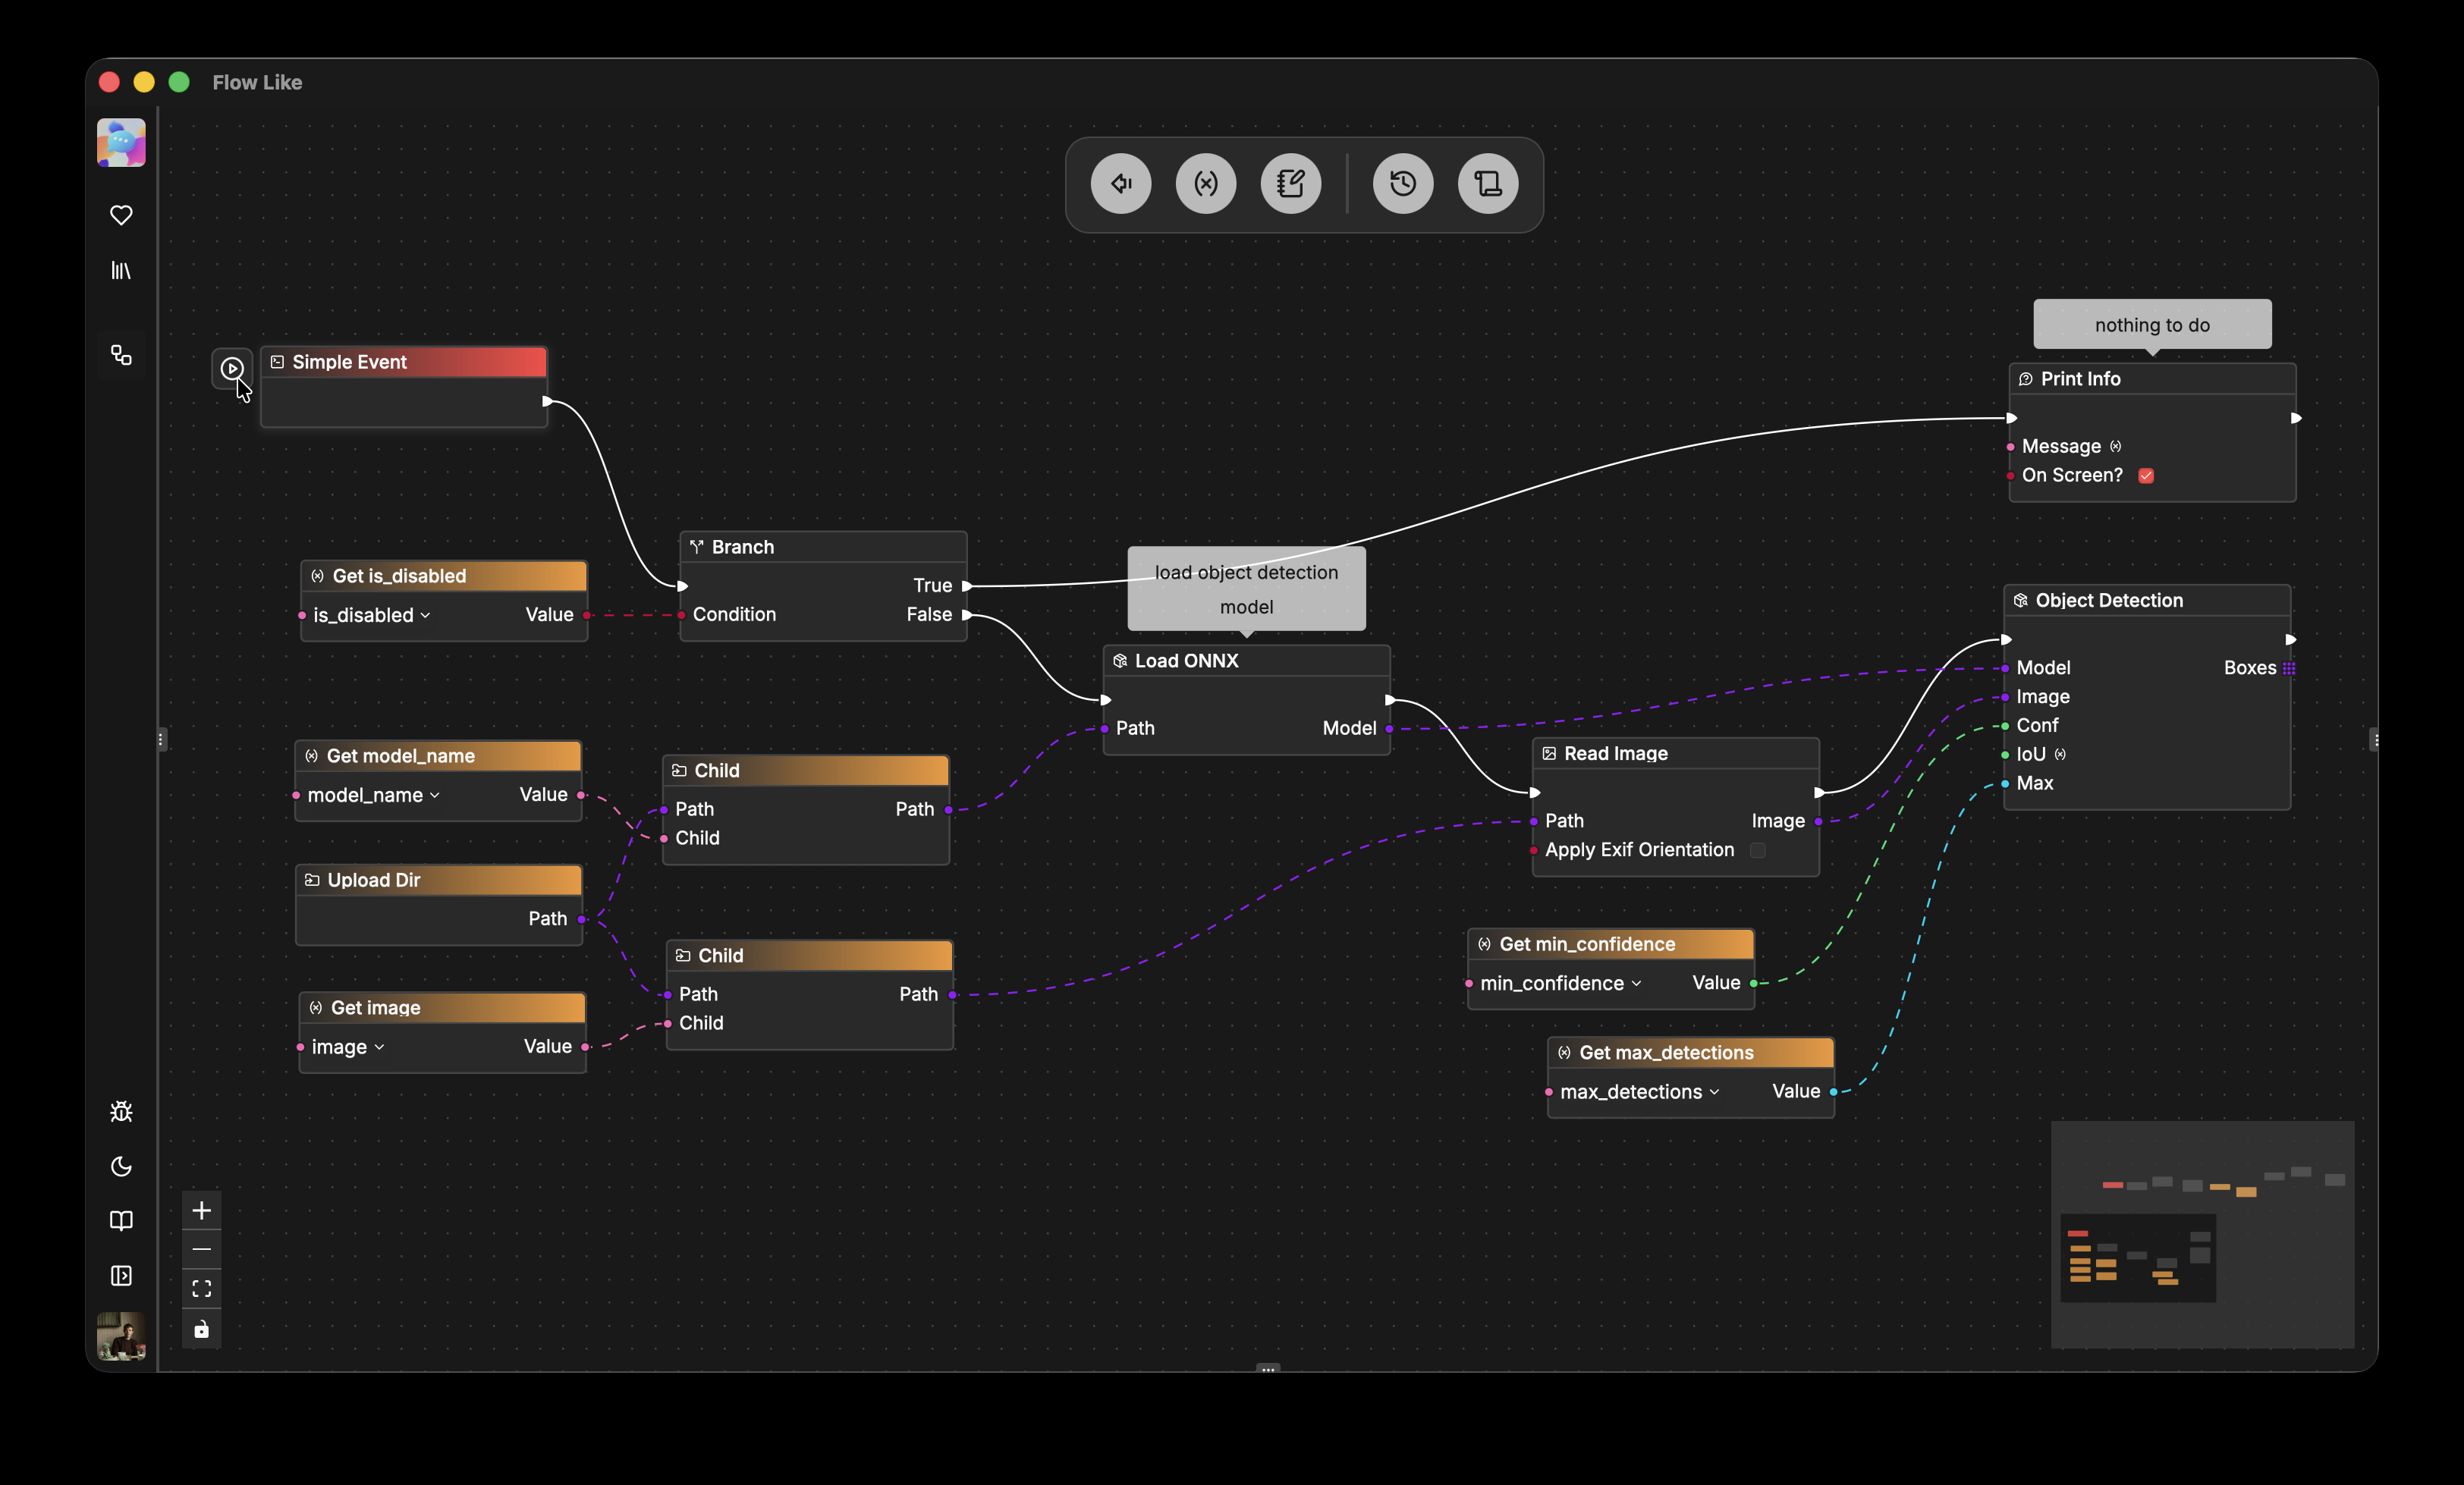 Flow Like
nothing to do
Simple Event
Print Info
Message (x)
On Screen?
Branch
True
Condition
False
Get is_disabled
is_disabled
Value
load object detection
model
Object Detection
Model
Boxes
Image
Conf
IoU (x)
Max
Load ONNX
Path
Model
Get model_name
model_name
Value
Child
Path
Path
Child
Read Image
Path
Image
Apply Exif Orientation
Upload Dir
Path
Child
Path
Path
Child
Get min_confidence
min_confidence
Value
Get image
image
Value
Get max_detections
max_detections
Value